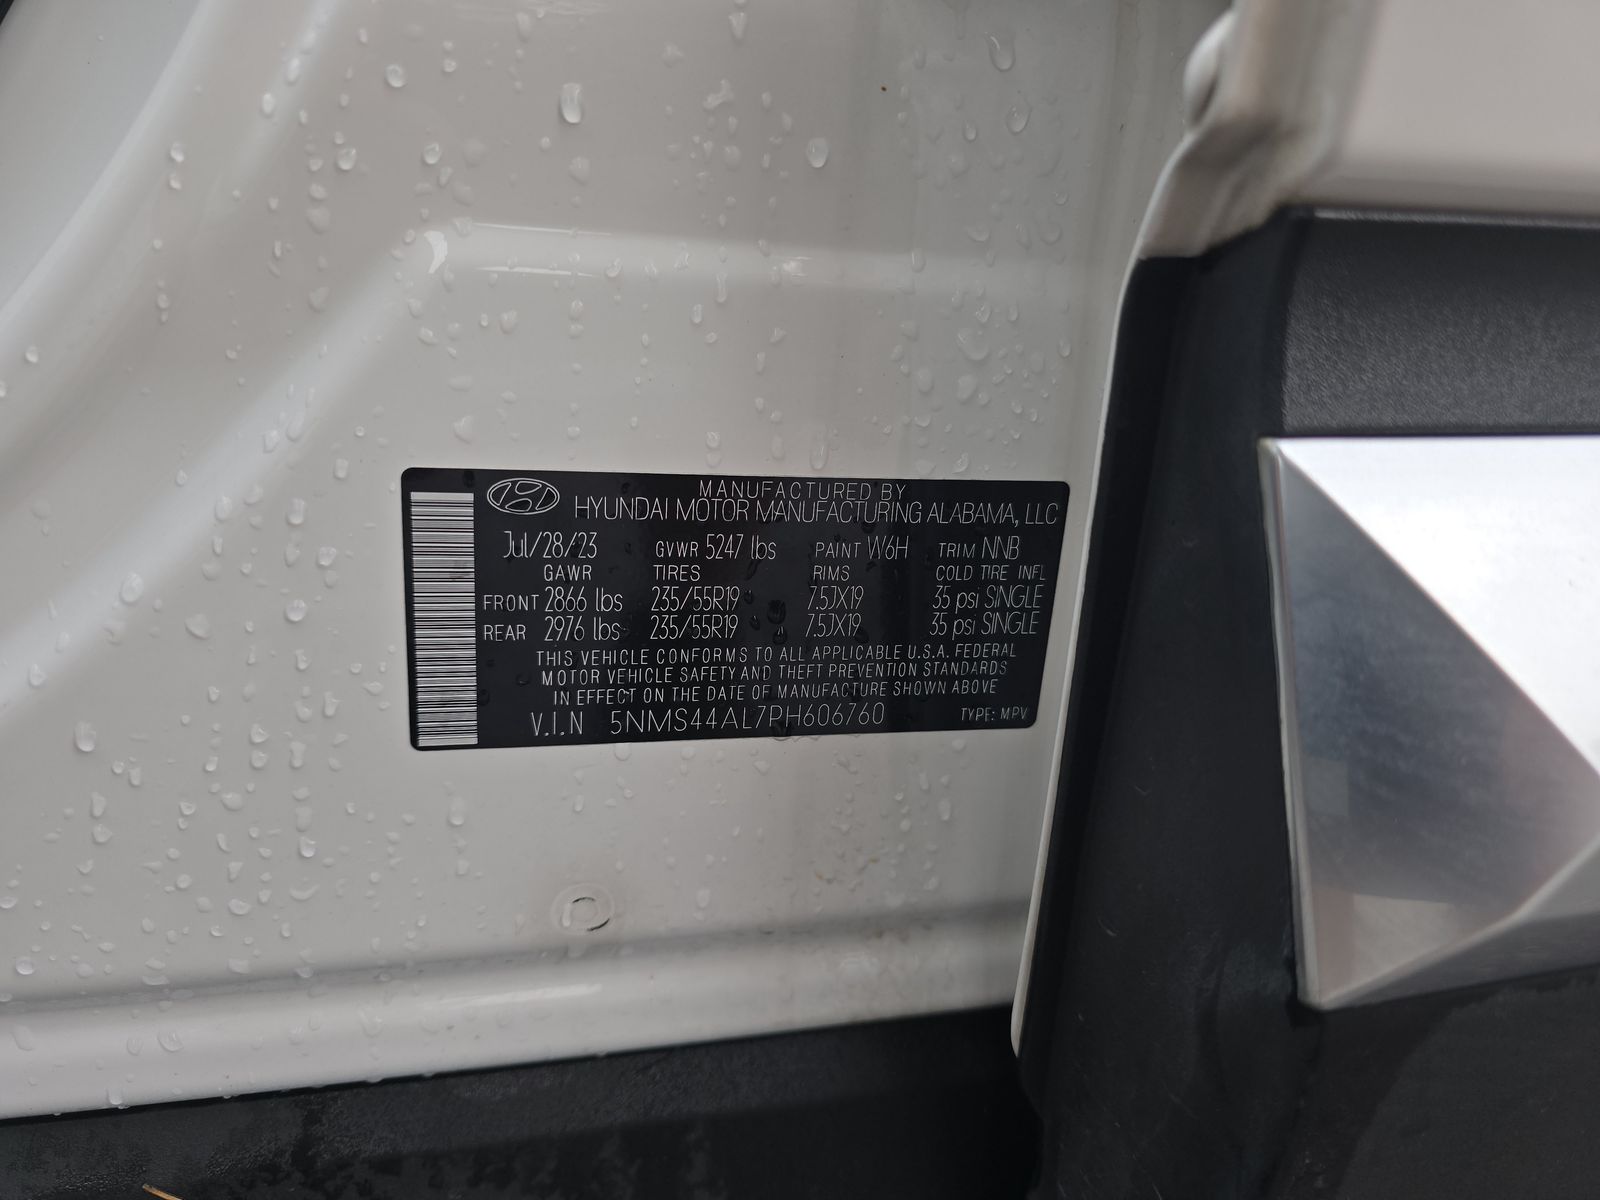 MANUFACTURED BY
HYUNDAI MOTOR MANUFACTURING ALABAMA, LLC
Jul/28/23 GVWR 5247 lbs PAINT W6H TRIM NNB
GAWR TIRES RIMS COLD TIRE INFL
FRONT 2866 lbs 235/55R19 7.5JX19 35 psi SINGLE
REAR 2976 lbs 235/55R19 7.5JX19 35 psi SINGLE
THIS VEHICLE CONFORMS TO ALL APPLICABLE U.S.A. FEDERAL
MOTOR VEHICLE SAFETY AND THEFT PREVENTION STANDARDS
IN EFFECT ON THE DATE OF MANUFACTURE SHOWN ABOVE
V.I.N 5NMS44AL7PH606760 TYPE: MPV